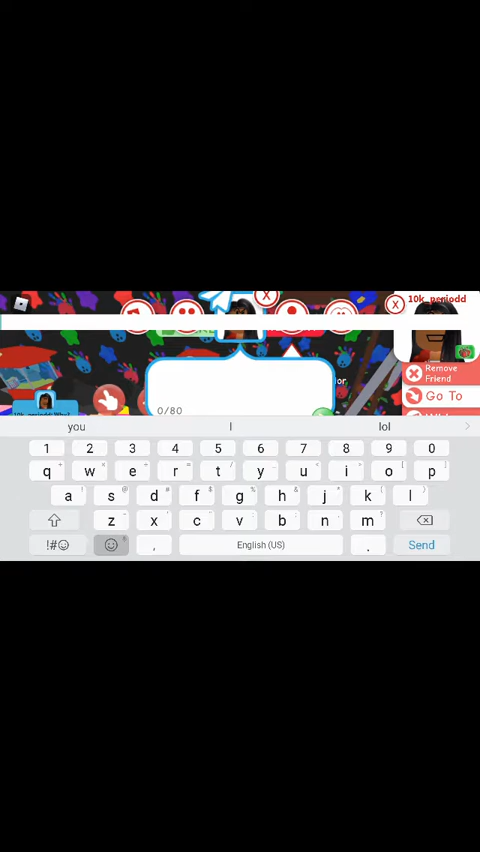 10k_periodd
X
X
Remove
Friend
Go To
0/80
you
I
lol
1 2 3 4 5 6 7 8 9 0
q w e r t y u i o p
a s d f g h j k l
z x c v b n m
!#☺ , English (US) . Send